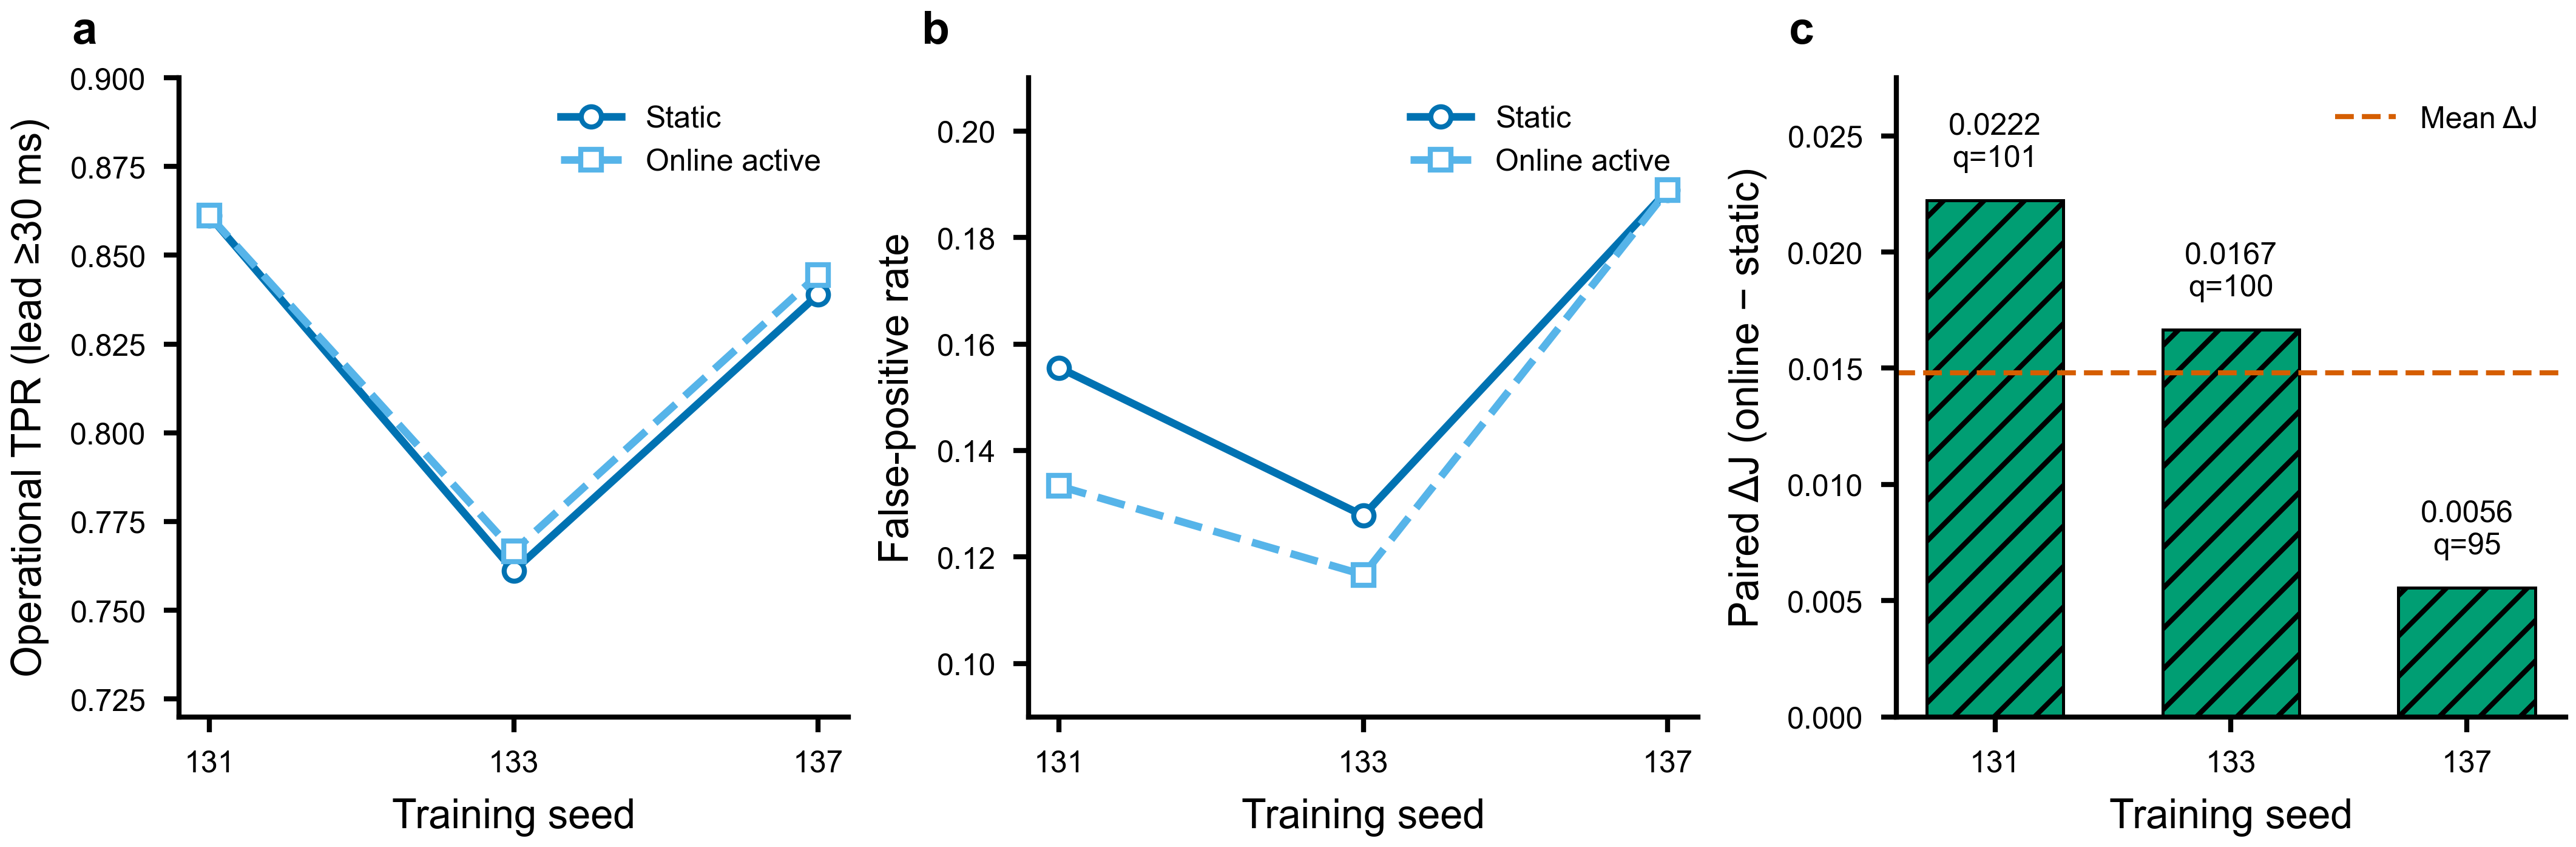 a
Operational TPR (lead ≥30 ms)
0.900
0.875
0.850
0.825
0.800
0.775
0.750
0.725
Static
Online active
131
133
137
Training seed
b
False-positive rate
0.20
0.18
0.16
0.14
0.12
0.10
Static
Online active
131
133
137
Training seed
c
Paired ΔJ (online − static)
0.025
0.020
0.015
0.010
0.005
0.000
Mean ΔJ
0.0222
q=101
0.0167
q=100
0.0056
q=95
131
133
137
Training seed